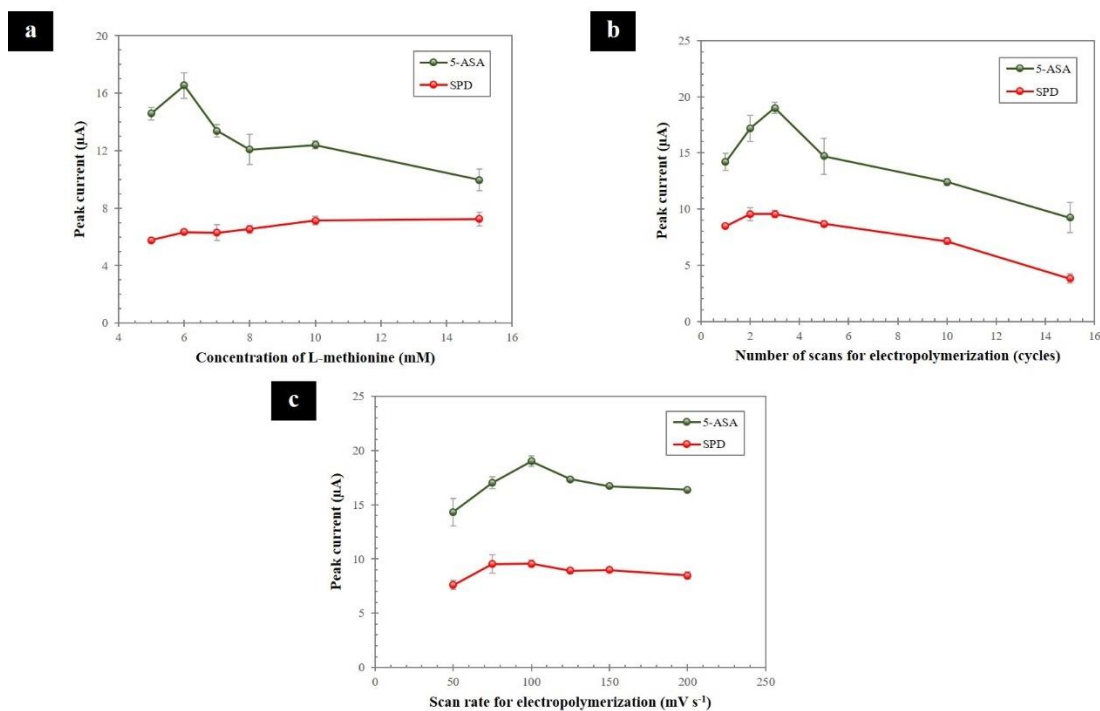 a
20
16
12
8
4
0
Peak current (µA)
5-ASA
SPD
4 6 8 10 12 14 16
Concentration of L-methionine (mM)
b
25
20
15
10
5
0
Peak current (µA)
5-ASA
SPD
0 2 4 6 8 10 12 14 16
Number of scans for electropolymerization (cycles)
c
25
20
15
10
5
0
Peak current (µA)
5-ASA
SPD
0 50 100 150 200 250
Scan rate for electropolymerization (mV s⁻¹)